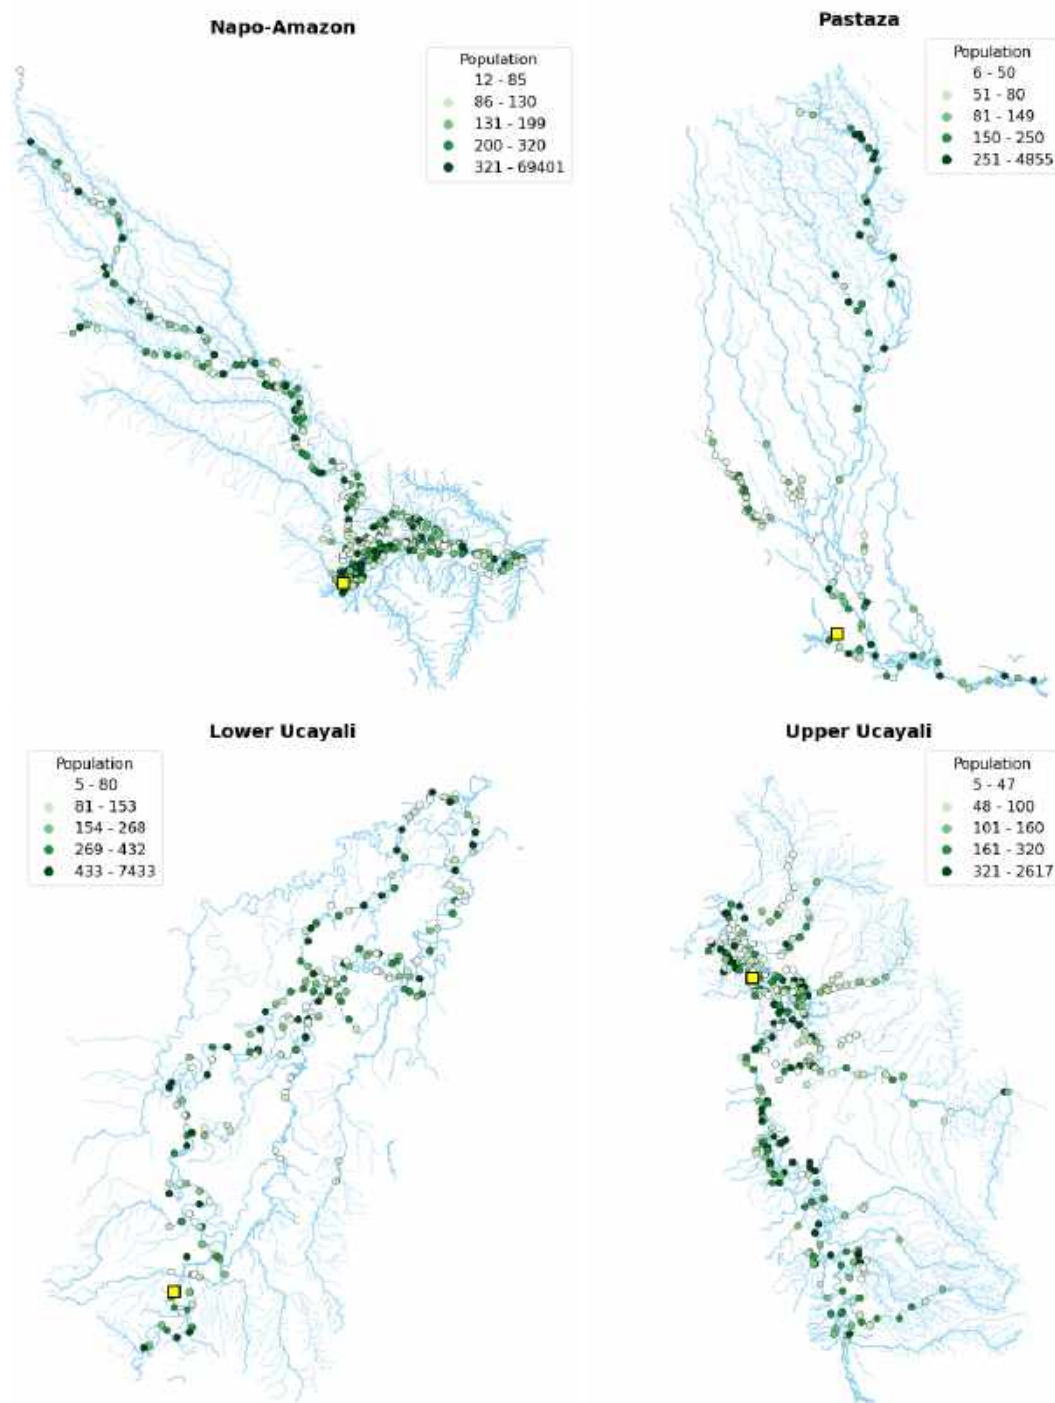 Napo-Amazon
Population
12 - 85
86 - 130
131 - 199
200 - 320
321 - 69401
Pastaza
Population
6 - 50
51 - 80
81 - 149
150 - 250
251 - 4855
Lower Ucayali
Population
5 - 80
81 - 153
154 - 268
269 - 432
433 - 7433
Upper Ucayali
Population
5 - 47
48 - 100
101 - 160
161 - 320
321 - 2617